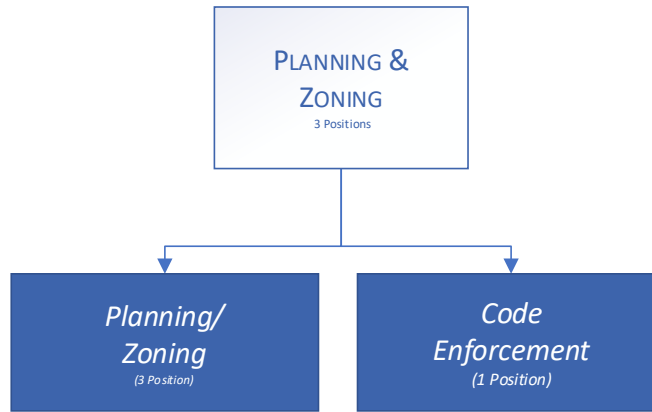 PLANNING &
ZONING
3 Positions
Planning/
Zoning
(3 Position)
Code
Enforcement
(1 Position)